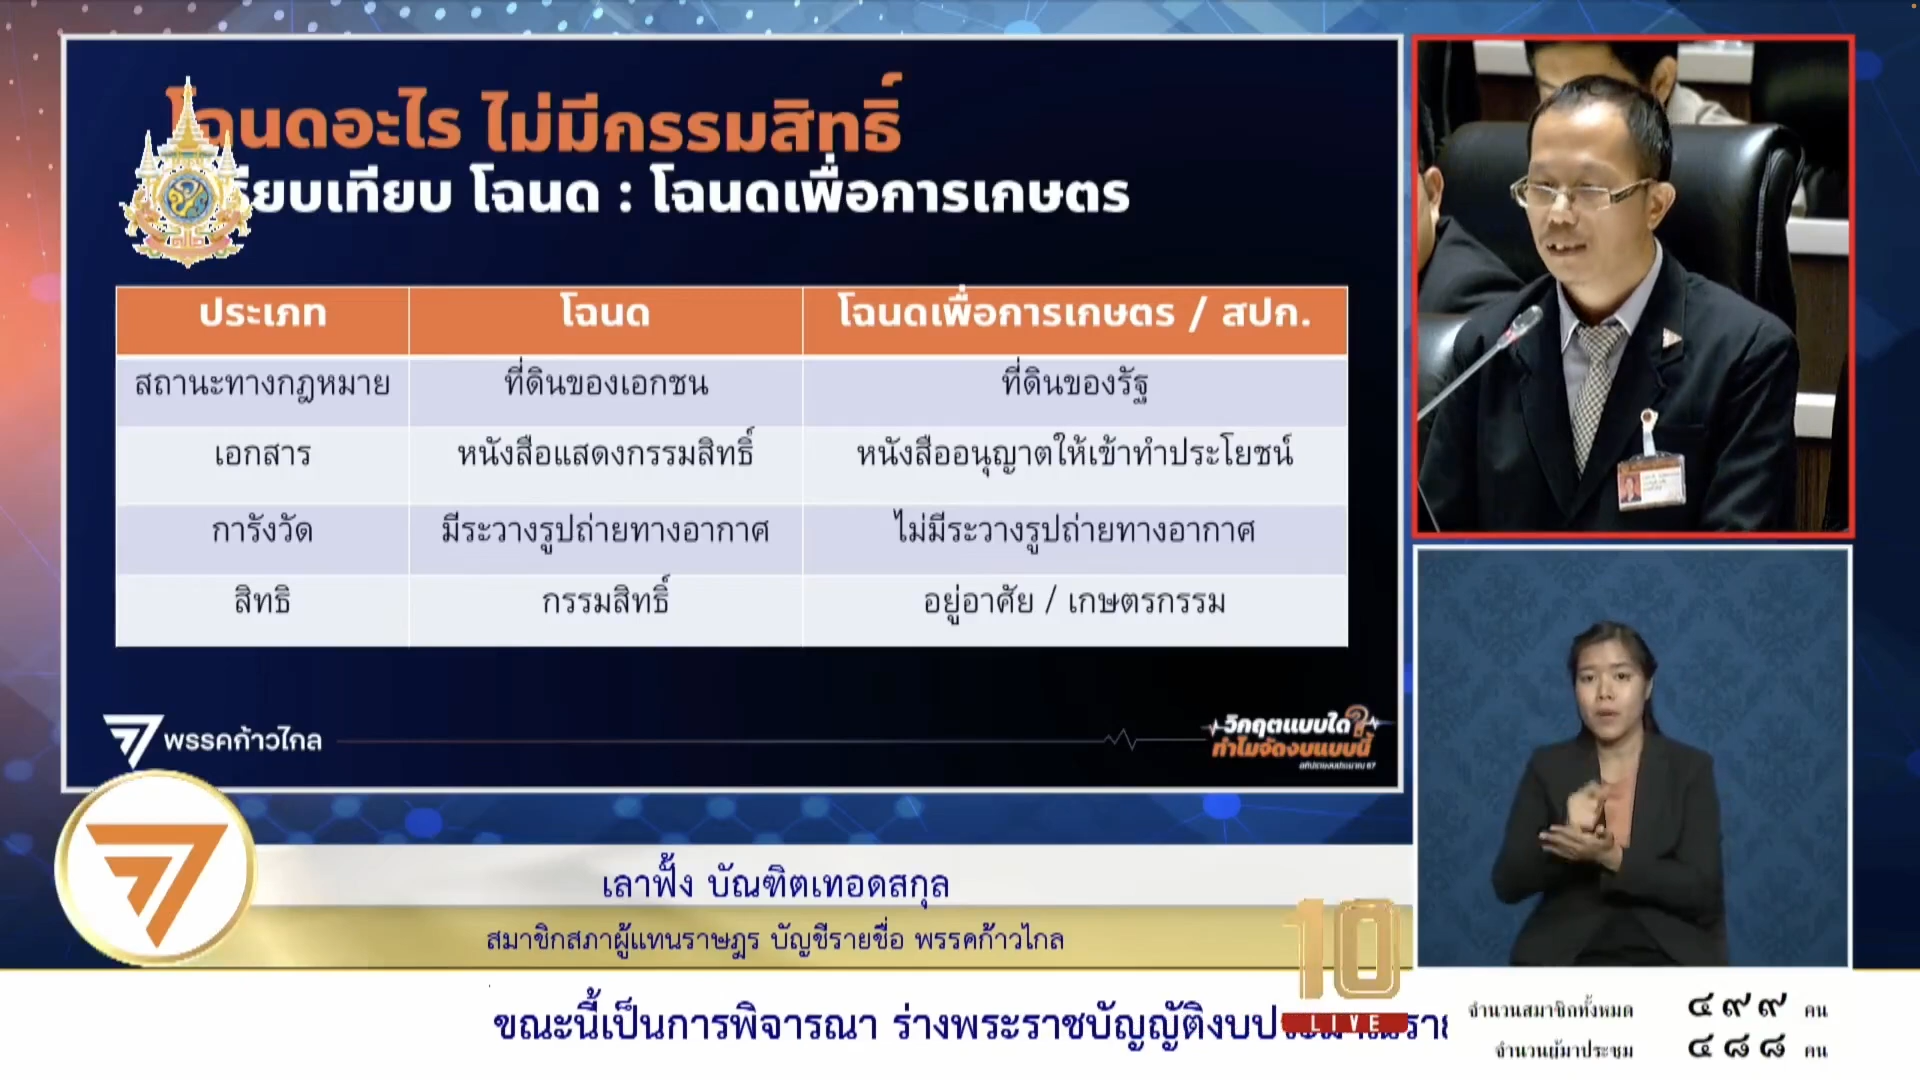 โฉนดอะไร ไม่มีกรรมสิทธิ์
โฉนด : โฉนดเพื่อการเกษตร
ประเภท โฉนด โฉนดเพื่อการเกษตร / สปก.
สถานะทางกฎหมาย ที่ดินของเอกชน ที่ดินของรัฐ
เอกสาร หนังสือแสดงกรรมสิทธิ์ หนังสืออนุญาตให้เข้าทำประโยชน์
การังวัด มีระวางรูปถ่ายทางอากาศ ไม่มีระวางรูปถ่ายทางอากาศ
สิทธิ กรรมสิทธิ์ อยู่อาศัย / เกษตรกรรม
พรรคก้าวไกล
วิกฤตแบบใด?
ทำไมจัดงบแบบนี้
อภิปรายงบประมาณ 67
เลาฟั้ง บัณฑิตเทอดสกุล
สมาชิกสภาผู้แทนราษฎร บัญชีรายชื่อ พรรคก้าวไกล
10
LIVE
ขณะนี้เป็นการพิจารณา
จำนวนสมาชิกทั้งหมด ๔๙๙ คน
จำนวนผู้มาประชุม ๔๘๘ คน